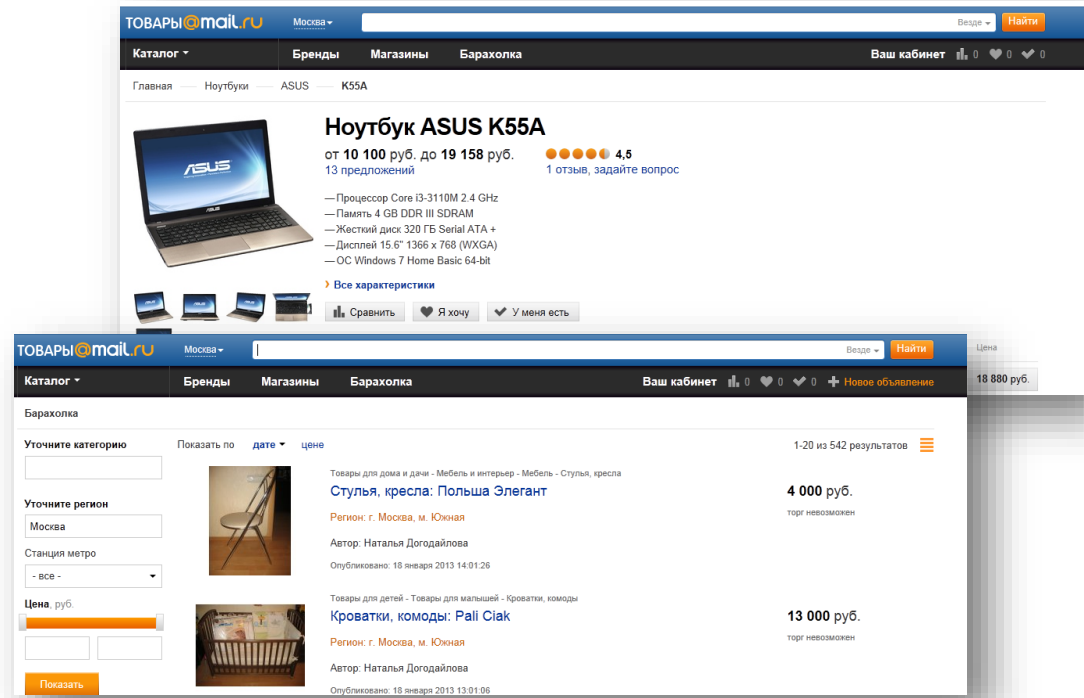 ТОВАРЫ@mail.ru Москва Везде Найти
Каталог Бренды Магазины Барахолка Ваш кабинет 0 0 0
Главная Ноутбуки ASUS K55A
Ноутбук ASUS K55A
от 10 100 руб. до 19 158 руб. 4,5
13 предложений 1 отзыв, задайте вопрос
— Процессор Core i3-3110M 2.4 GHz
— Память 4 GB DDR III SDRAM
— Жесткий диск 320 ГБ Serial ATA +
— Дисплей 15.6" 1366 x 768 (WXGA)
— ОС Windows 7 Home Basic 64-bit
Все характеристики
Сравнить Я хочу У меня есть
Цена
18 880 руб.
ТОВАРЫ@mail.ru Москва Везде Найти
Каталог Бренды Магазины Барахолка Ваш кабинет 0 0 0 Новое объявление
Барахолка
Уточните категорию
Уточните регион
Москва
Станция метро
- все -
Цена, руб.
Показать
Показать по дате цене 1-20 из 542 результатов
Товары для дома и дачи - Мебель и интерьер - Мебель - Стулья, кресла
Стулья, кресла: Польша Элегант 4 000 руб.
торг невозможен
Регион: г. Москва, м. Южная
Автор: Наталья Догодайлова
Опубликовано: 18 января 2013 14:01:26
Товары для детей - Товары для малышей - Кроватки, комоды
Кроватки, комоды: Pali Ciak 13 000 руб.
торг невозможен
Регион: г. Москва, м. Южная
Автор: Наталья Догодайлова
Опубликовано: 18 января 2013 13:01:06
ASUS